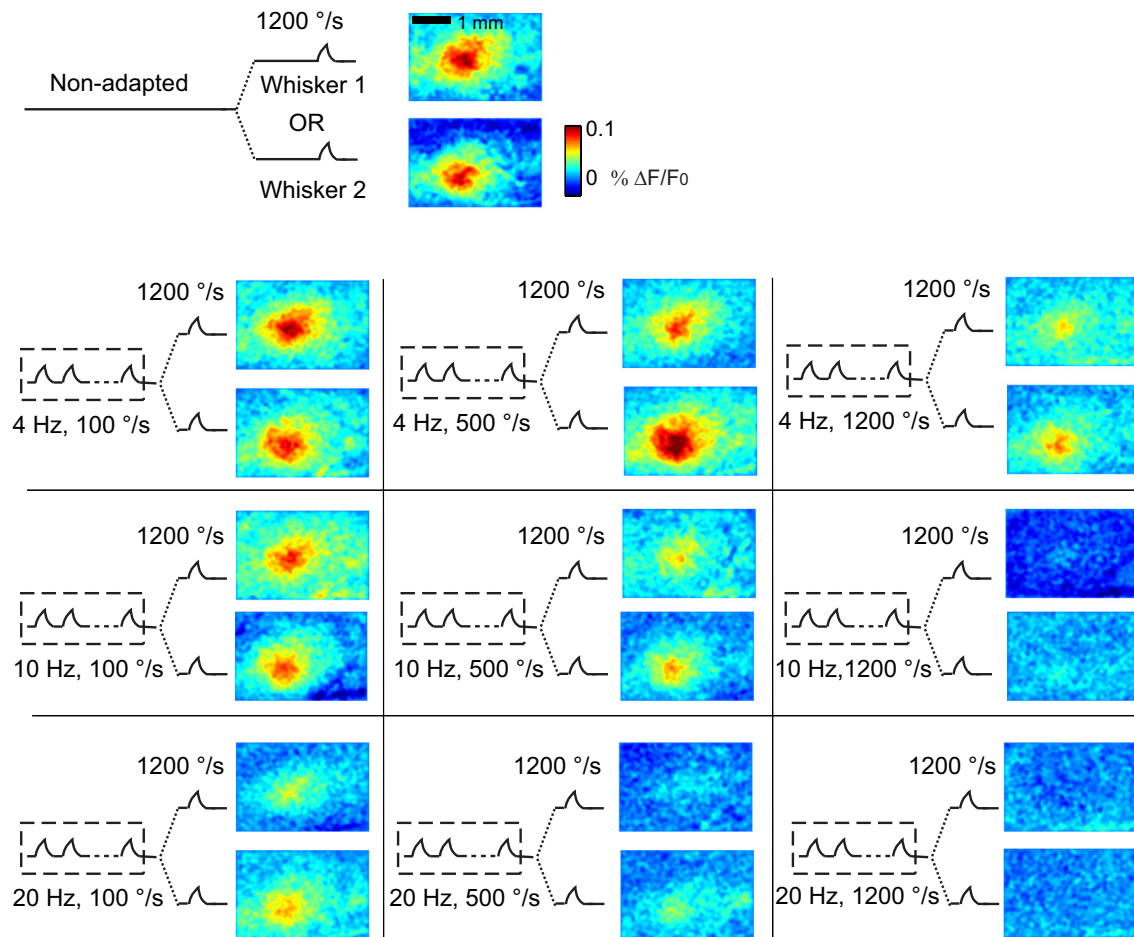 1200 °/s
1 mm
Non-adapted
Whisker 1
OR
0.1
0 % ΔF/F0
Whisker 2
1200 °/s
1200 °/s
1200 °/s
4 Hz, 100 °/s
4 Hz, 500 °/s
4 Hz, 1200 °/s
1200 °/s
1200 °/s
1200 °/s
10 Hz, 100 °/s
10 Hz, 500 °/s
10 Hz,1200 °/s
1200 °/s
1200 °/s
1200 °/s
20 Hz, 100 °/s
20 Hz, 500 °/s
20 Hz, 1200 °/s